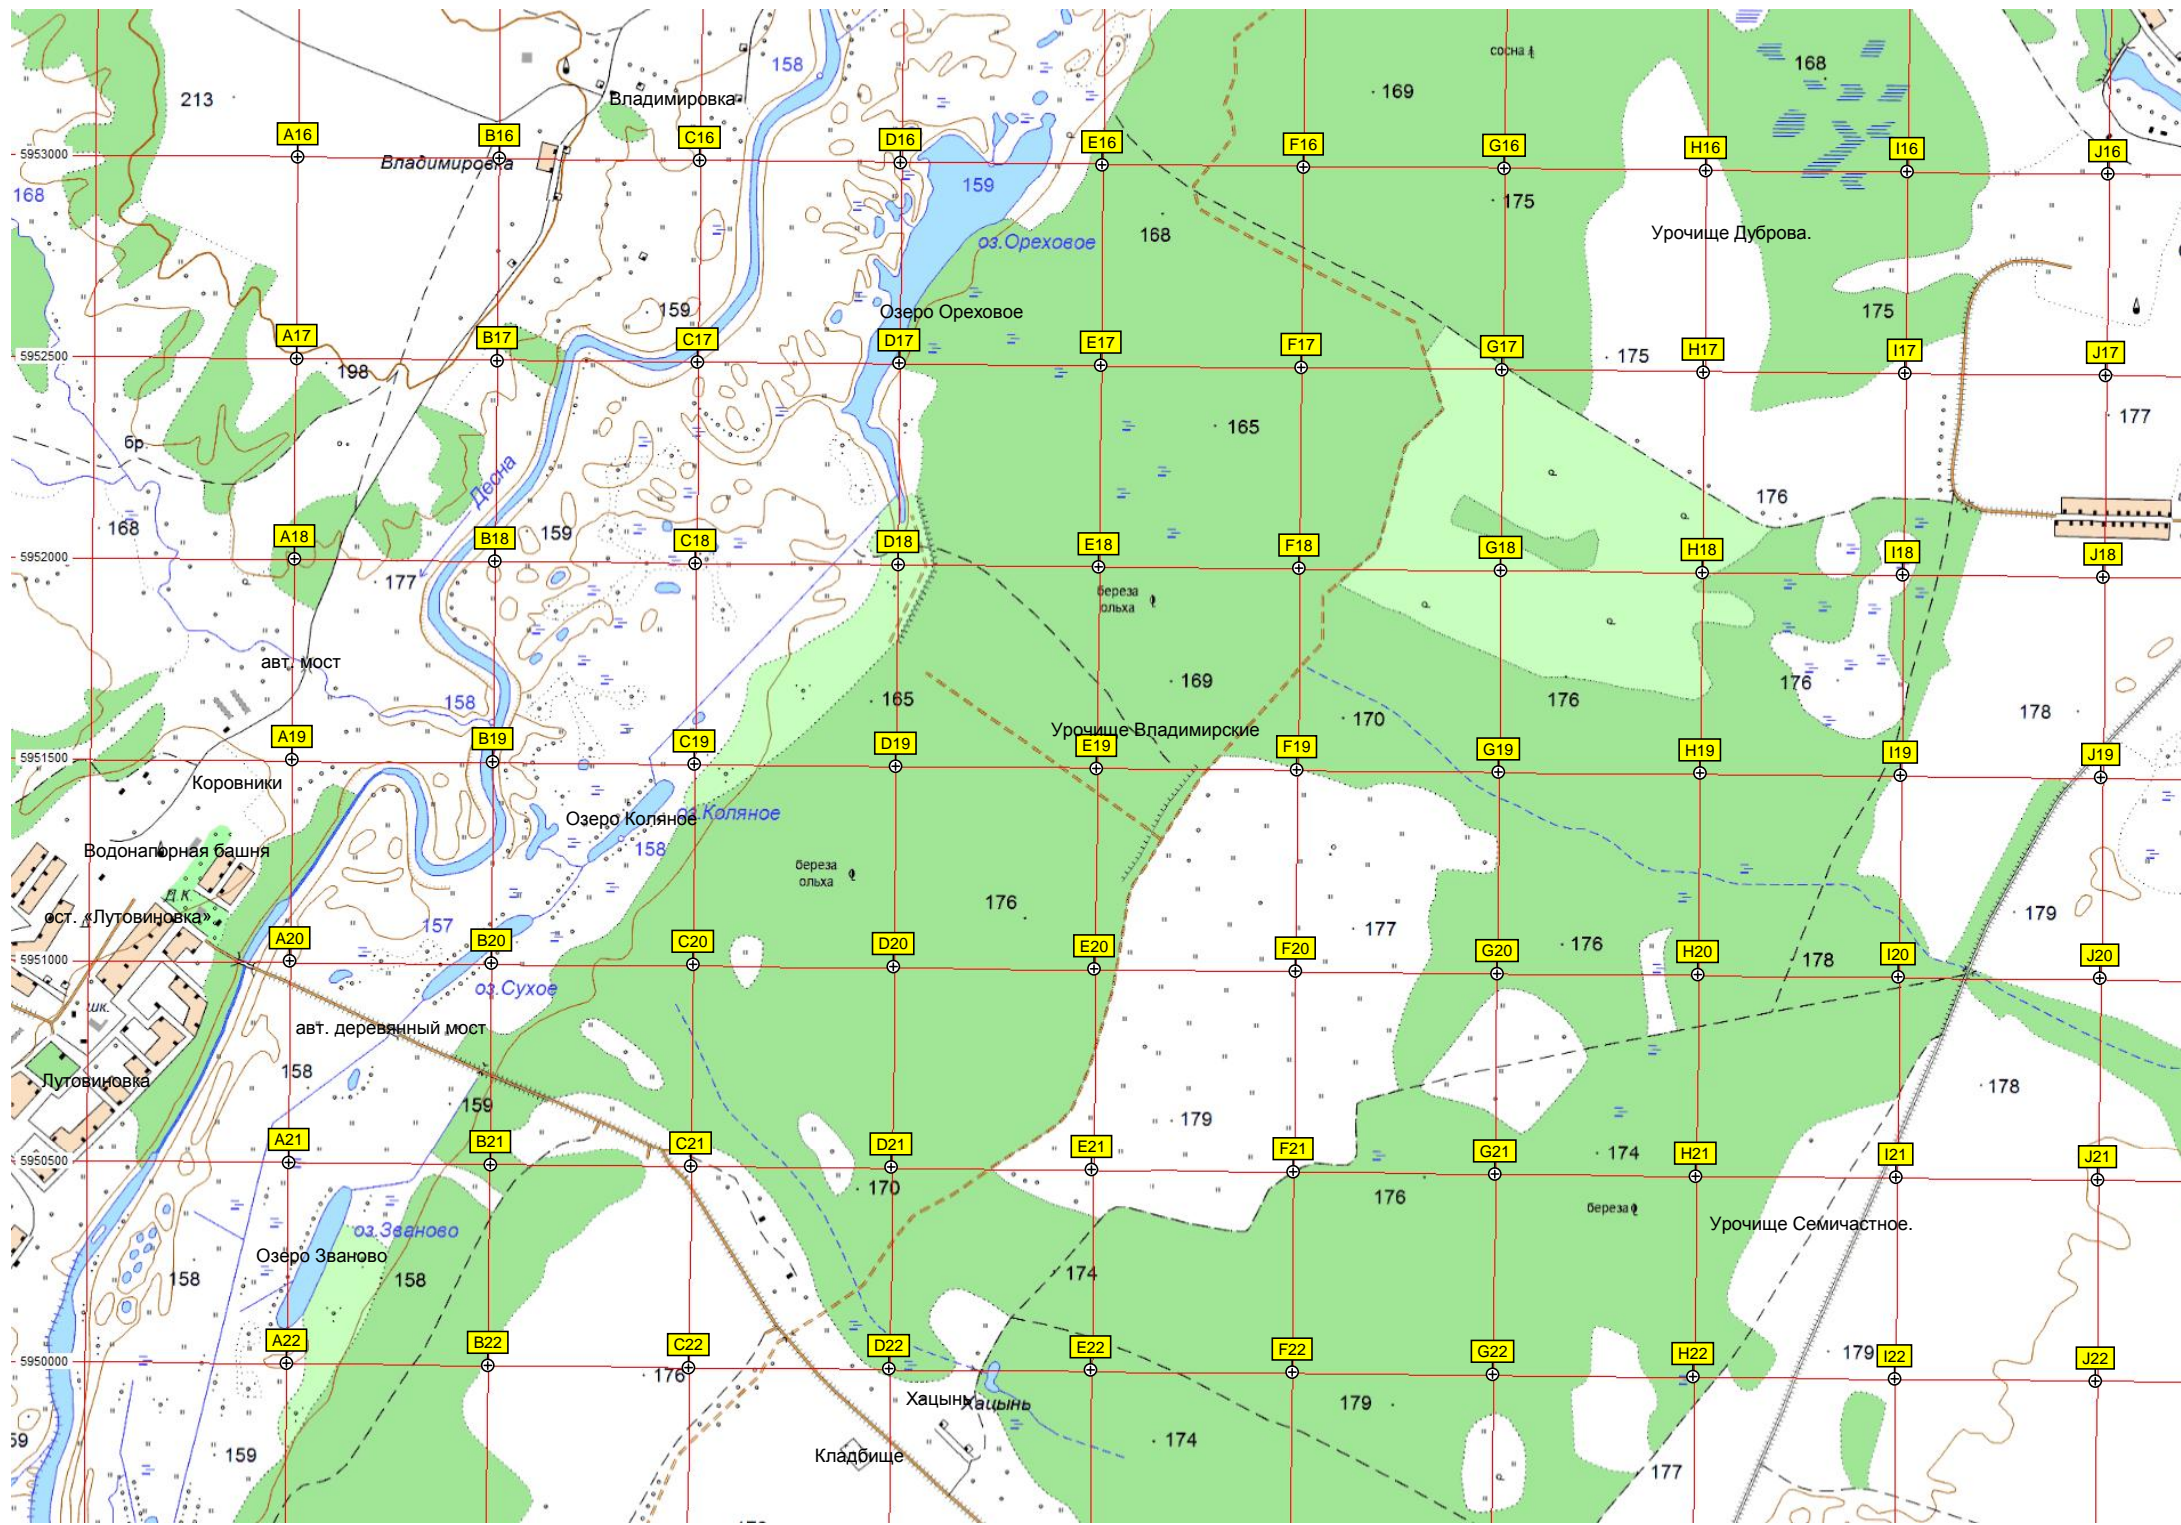 сосна
158
168
213
169
Владимировка
A16
B16
C16
D16
E16
F16
G16
H16
I16
J16
5953000
Владимировка
168
159
175
168
Урочище Дуброва.
оз.Ореховое
159
Озеро Ореховое
175
A17
B17
C17
D17
E17
F17
G17
H17
I17
J17
5952500
198
175
177
165
бр.
Десна
176
168
159
A18
B18
C18
D18
E18
F18
G18
H18
I18
J18
5952000
177
береза
ольха
авт. мост
169
176
158
165
170
176
178
Урочище Владимирские
A19
B19
C19
D19
E19
F19
G19
H19
I19
J19
5951500
Коровники
Озеро Коляное
оз.Коляное
158
Водонапорная башня
береза
ольха
Д.К.
176
ост. «Лутовиновка»
157
177
176
179
A20
B20
C20
D20
E20
F20
G20
H20
I20
J20
5951000
178
оз.Сухое
шк.
авт. деревянный мост
158
Лутовиновка
178
159
179
A21
B21
C21
D21
E21
F21
G21
H21
I21
J21
5950500
174
170
176
береза
Урочище Семичастное.
оз.Званово
Озеро Званово
158
158
174
A22
B22
C22
D22
E22
F22
G22
H22
I22
J22
5950000
179
176
Хацынь
Хацынь
179
59
159
174
Кладбище
177